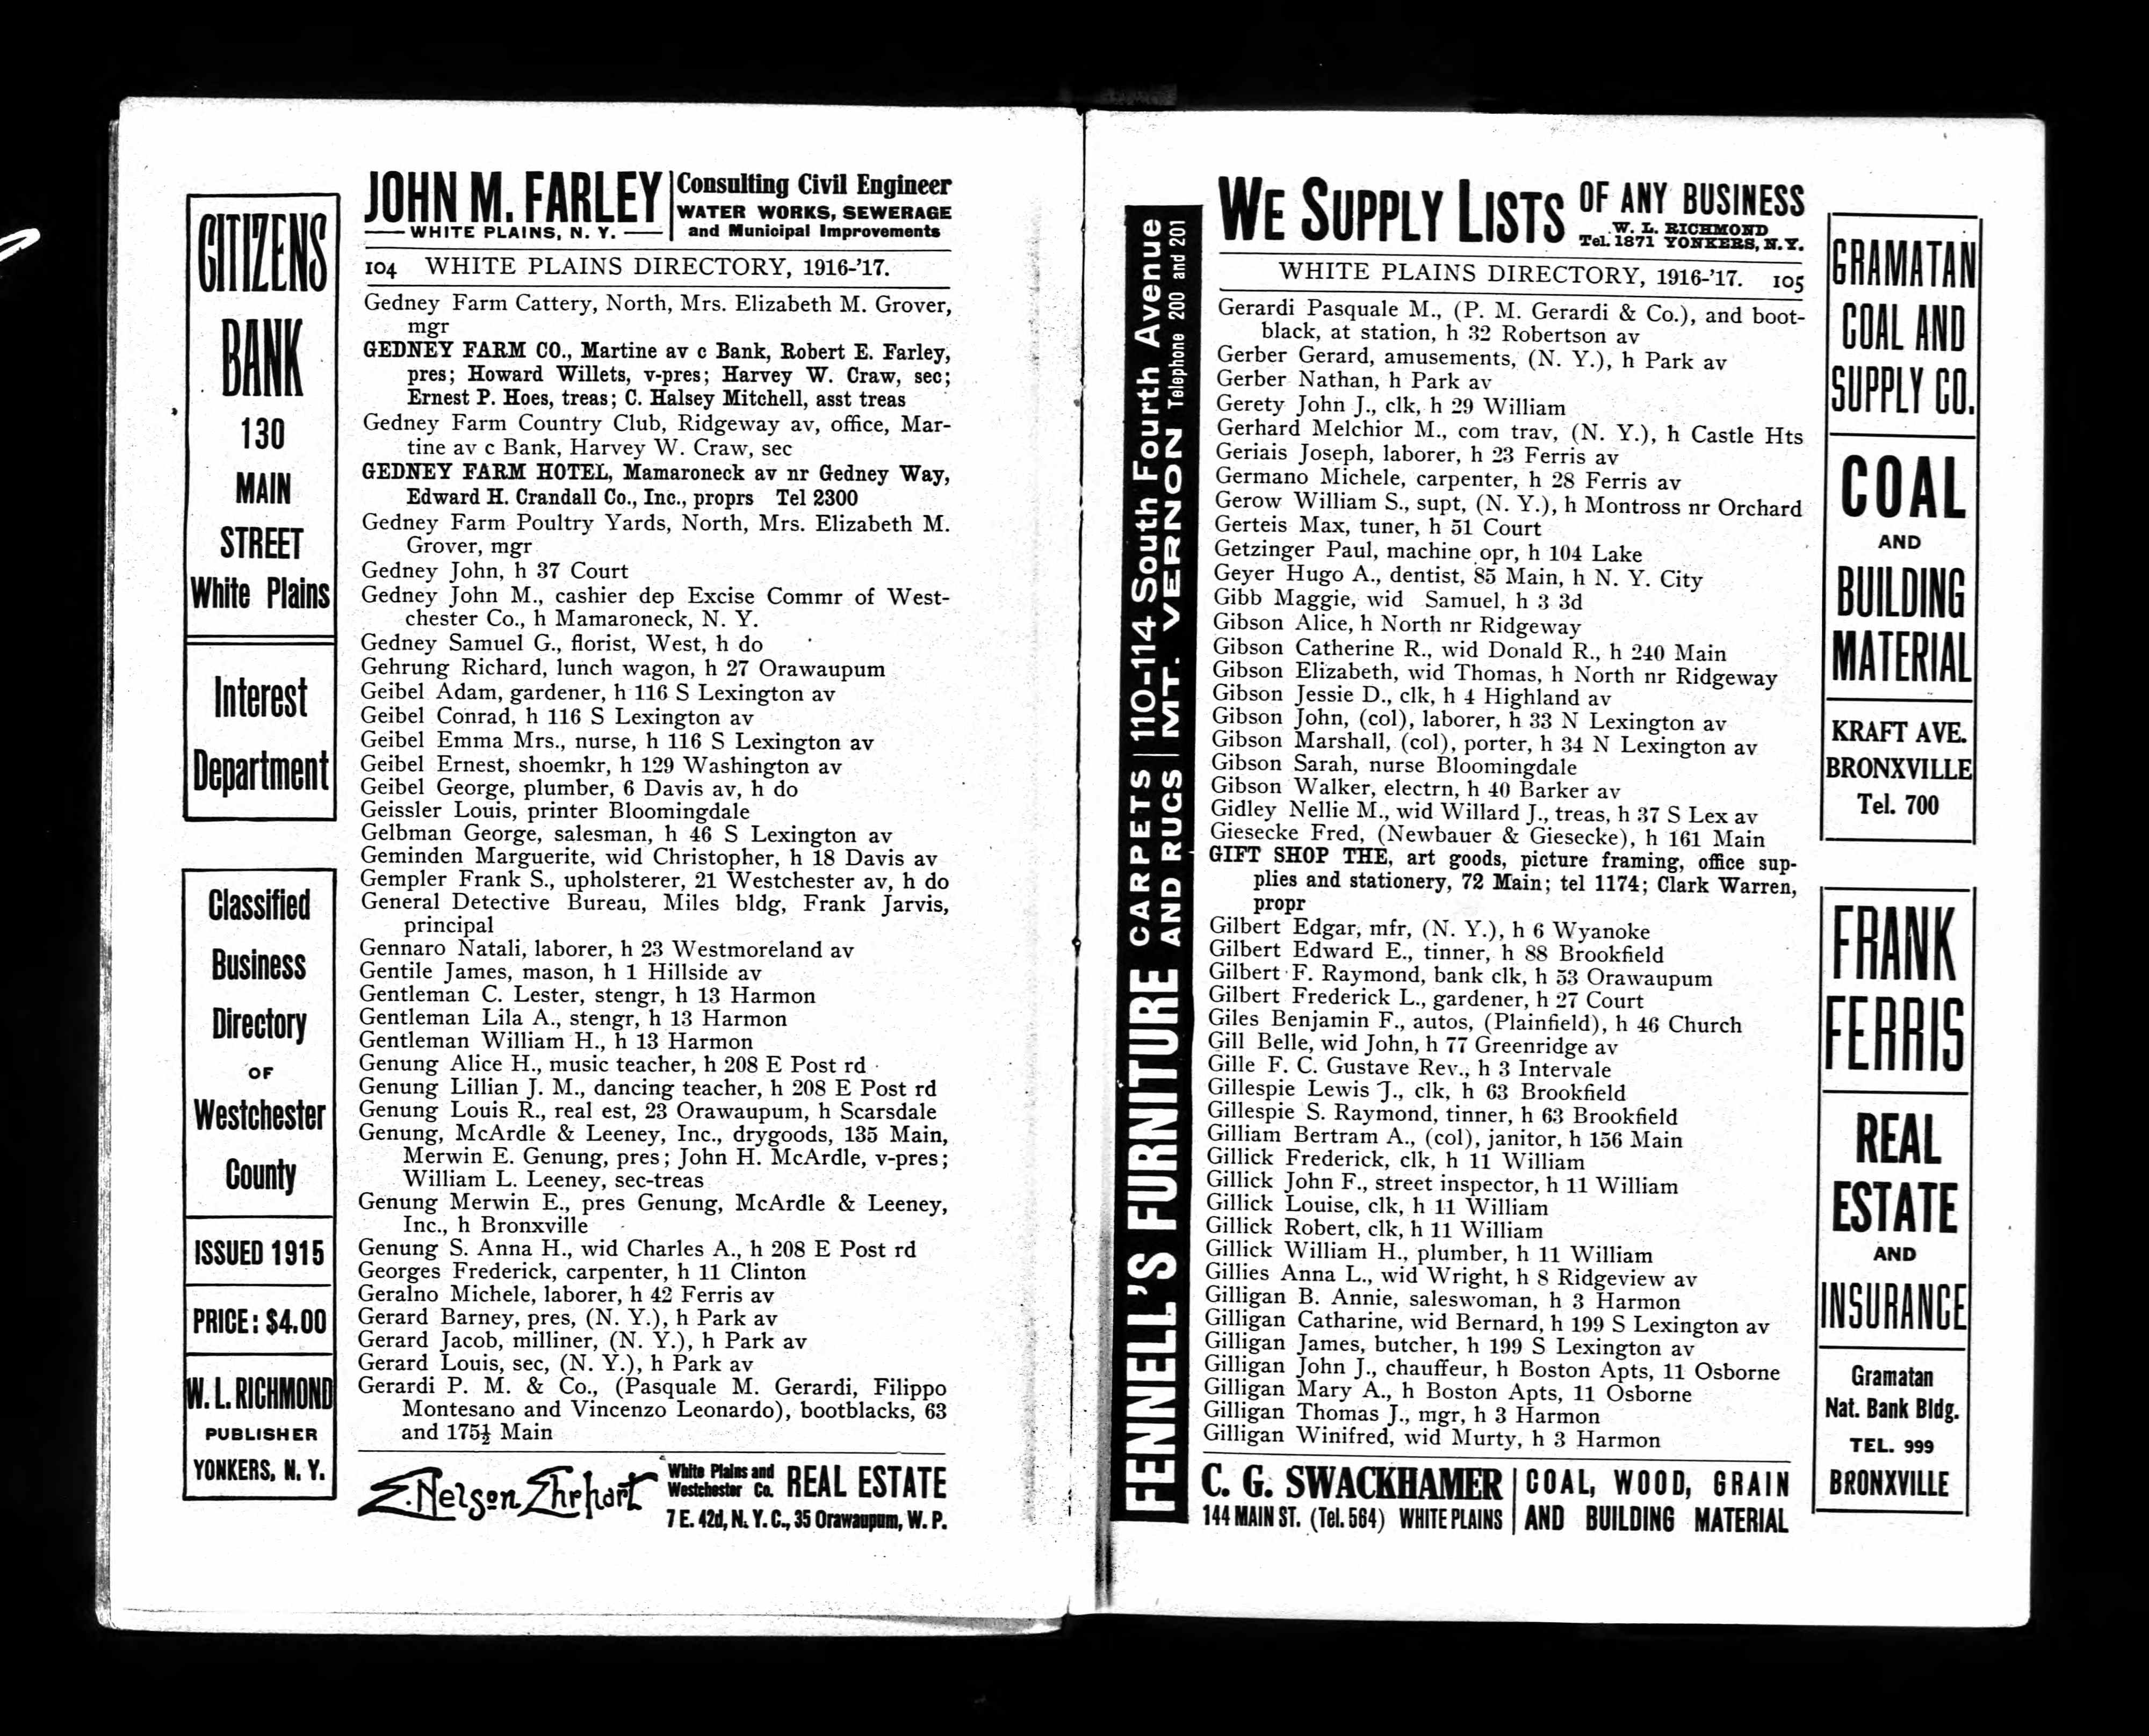 CITIZENS
BANK
130
MAIN
STREET
White Plains
Interest
Department
Classified
Business
Directory
OF
Westchester
County
ISSUED 1915
PRICE: $4.00
W. L. RICHMOND
PUBLISHER
YONKERS, N. Y.
JOHN M. FARLEY
WHITE PLAINS, N. Y.
Consulting Civil Engineer
WATER WORKS, SEWERAGE
and Municipal Improvements
104 WHITE PLAINS DIRECTORY, 1916-'17.
Gedney Farm Cattery, North, Mrs. Elizabeth M. Grover,
mgr
GEDNEY FARM CO., Martine av c Bank, Robert E. Farley,
pres; Howard Willets, v-pres; Harvey W. Craw, sec;
Ernest P. Hoes, treas; C. Halsey Mitchell, asst treas
Gedney Farm Country Club, Ridgeway av, office, Mar-
tine av c Bank, Harvey W. Craw, sec
GEDNEY FARM HOTEL, Mamaroneck av nr Gedney Way,
Edward H. Crandall Co., Inc., proprs Tel 2300
Gedney Farm Poultry Yards, North, Mrs. Elizabeth M.
Grover, mgr
Gedney John, h 37 Court
Gedney John M., cashier dep Excise Commr of West-
chester Co., h Mamaroneck, N. Y.
Gedney Samuel G., florist, West, h do
Gehrung Richard, lunch wagon, h 27 Orawaupum
Geibel Adam, gardener, h 116 S Lexington av
Geibel Conrad, h 116 S Lexington av
Geibel Emma Mrs., nurse, h 116 S Lexington av
Geibel Ernest, shoemkr, h 129 Washington av
Geibel George, plumber, 6 Davis av, h do
Geissler Louis, printer Bloomingdale
Gelbman George, salesman, h 46 S Lexington av
Geminden Marguerite, wid Christopher, h 18 Davis av
Gempler Frank S., upholsterer, 21 Westchester av, h do
General Detective Bureau, Miles bldg, Frank Jarvis,
principal
Gennaro Natali, laborer, h 23 Westmoreland av
Gentile James, mason, h 1 Hillside av
Gentleman C. Lester, stengr, h 13 Harmon
Gentleman Lila A., stengr, h 13 Harmon
Gentleman William H., h 13 Harmon
Genung Alice H., music teacher, h 208 E Post rd
Genung Lillian J. M., dancing teacher, h 208 E Post rd
Genung Louis R., real est, 23 Orawaupum, h Scarsdale
Genung, McArdle & Leeney, Inc., drygoods, 135 Main,
Merwin E. Genung, pres; John H. McArdle, v-pres;
William L. Leeney, sec-treas
Genung Merwin E., pres Genung, McArdle & Leeney,
Inc., h Bronxville
Genung S. Anna H., wid Charles A., h 208 E Post rd
Georges Frederick, carpenter, h 11 Clinton
Geralno Michele, laborer, h 42 Ferris av
Gerard Barney, pres, (N. Y.), h Park av
Gerard Jacob, milliner, (N. Y.), h Park av
Gerard Louis, sec, (N. Y.), h Park av
Gerardi P. M. & Co., (Pasquale M. Gerardi, Filippo
Montesano and Vincenzo Leonardo), bootblacks, 63
and 175½ Main
E. Nelson Ehrhart
White Plains and
Westchester Co.
REAL ESTATE
7 E. 42d, N. Y. C., 35 Orawaupum, W. P.
FENNELL'S FURNITURE CARPETS AND RUGS 110-114 South Fourth Avenue MT. VERNON Telephone 200 and 201
WE SUPPLY LISTS OF ANY BUSINESS
W. L. RICHMOND
Tel. 1871 YONKERS, N. Y.
WHITE PLAINS DIRECTORY, 1916-'17. 105
Gerardi Pasquale M., (P. M. Gerardi & Co.), and boot-
black, at station, h 32 Robertson av
Gerber Gerard, amusements, (N. Y.), h Park av
Gerber Nathan, h Park av
Gerety John J., clk, h 29 William
Gerhard Melchior M., com trav, (N. Y.), h Castle Hts
Geriais Joseph, laborer, h 23 Ferris av
Germano Michele, carpenter, h 28 Ferris av
Gerow William S., supt, (N. Y.), h Montross nr Orchard
Gerteis Max, tuner, h 51 Court
Getzinger Paul, machine opr, h 104 Lake
Geyer Hugo A., dentist, 85 Main, h N. Y. City
Gibb Maggie, wid Samuel, h 3 3d
Gibson Alice, h North nr Ridgeway
Gibson Catherine R., wid Donald R., h 240 Main
Gibson Elizabeth, wid Thomas, h North nr Ridgeway
Gibson Jessie D., clk, h 4 Highland av
Gibson John, (col), laborer, h 33 N Lexington av
Gibson Marshall, (col), porter, h 34 N Lexington av
Gibson Sarah, nurse Bloomingdale
Gibson Walker, electrn, h 40 Barker av
Gidley Nellie M., wid Willard J., treas, h 37 S Lex av
Giesecke Fred, (Newbauer & Giesecke), h 161 Main
GIFT SHOP THE, art goods, picture framing, office sup-
plies and stationery, 72 Main; tel 1174; Clark Warren,
propr
Gilbert Edgar, mfr, (N. Y.), h 6 Wyanoke
Gilbert Edward E., tinner, h 88 Brookfield
Gilbert F. Raymond, bank clk, h 53 Orawaupum
Gilbert Frederick L., gardener, h 27 Court
Giles Benjamin F., autos, (Plainfield), h 46 Church
Gill Belle, wid John, h 77 Greenridge av
Gille F. C. Gustave Rev., h 3 Intervale
Gillespie Lewis J., clk, h 63 Brookfield
Gillespie S. Raymond, tinner, h 63 Brookfield
Gilliam Bertram A., (col), janitor, h 156 Main
Gillick Frederick, clk, h 11 William
Gillick John F., street inspector, h 11 William
Gillick Louise, clk, h 11 William
Gillick Robert, clk, h 11 William
Gillick William H., plumber, h 11 William
Gillies Anna L., wid Wright, h 8 Ridgeview av
Gilligan B. Annie, saleswoman, h 3 Harmon
Gilligan Catharine, wid Bernard, h 199 S Lexington av
Gilligan James, butcher, h 199 S Lexington av
Gilligan John J., chauffeur, h Boston Apts, 11 Osborne
Gilligan Mary A., h Boston Apts, 11 Osborne
Gilligan Thomas J., mgr, h 3 Harmon
Gilligan Winifred, wid Murty, h 3 Harmon
C. G. SWACKHAMER
144 MAIN ST. (Tel. 564) WHITE PLAINS
COAL, WOOD, GRAIN
AND BUILDING MATERIAL
GRAMATAN
COAL AND
SUPPLY CO.
COAL
AND
BUILDING
MATERIAL
KRAFT AVE.
BRONXVILLE
Tel. 700
FRANK
FERRIS
REAL
ESTATE
AND
INSURANCE
Gramatan
Nat. Bank Bldg.
TEL. 999
BRONXVILLE